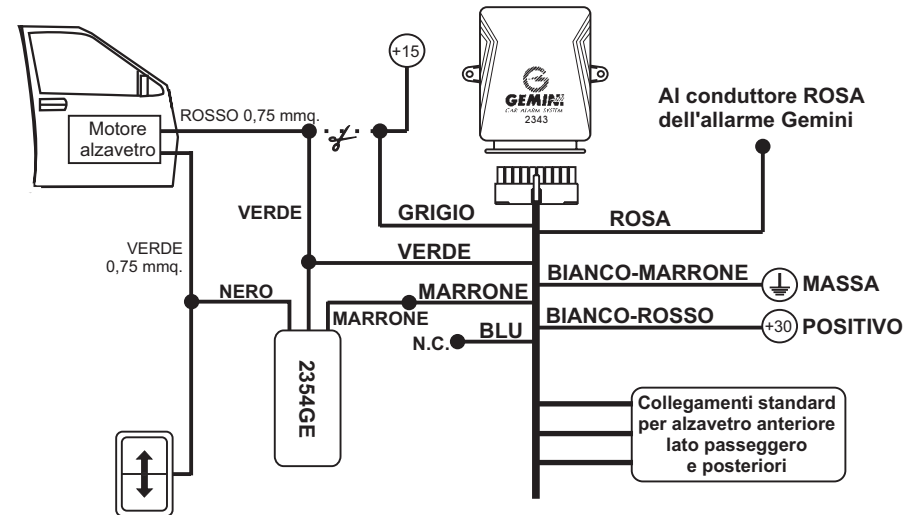 +15
GEMINI
CAR ALARM SYSTEM
2343
Al conduttore ROSA
dell'allarme Gemini
ROSSO 0,75 mmq.
Motore
alzavetro
VERDE
GRIGIO
ROSA
VERDE
0,75 mmq.
VERDE
BIANCO-MARRONE
MASSA
NERO
MARRONE
MARRONE
BIANCO-ROSSO
+30
POSITIVO
N.C.
BLU
2354GE
Collegamenti standard
per alzavetro anteriore
lato passeggero
e posteriori